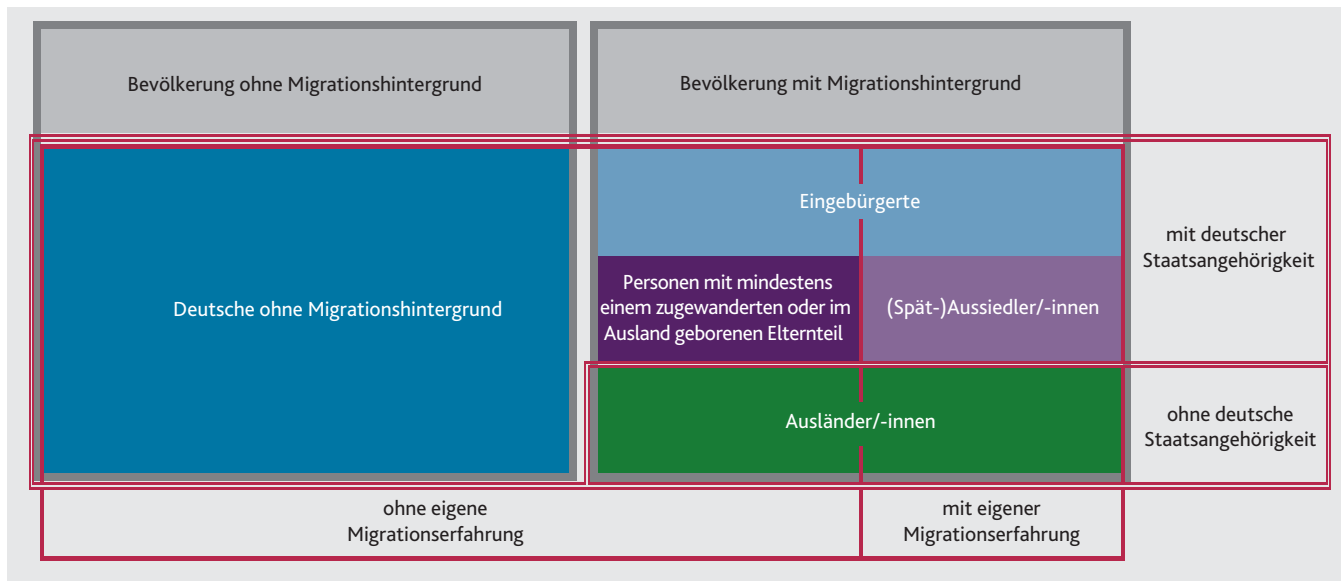 Bevölkerung ohne Migrationshintergrund
Bevölkerung mit Migrationshintergrund
Eingebürgerte
mit deutscher
Staatsangehörigkeit
Deutsche ohne Migrationshintergrund
Personen mit mindestens
einem zugewanderten oder im
Ausland geborenen Elternteil
(Spät-)Aussiedler/-innen
Ausländer/-innen
ohne deutsche
Staatsangehörigkeit
ohne eigene
Migrationserfahrung
mit eigener
Migrationserfahrung